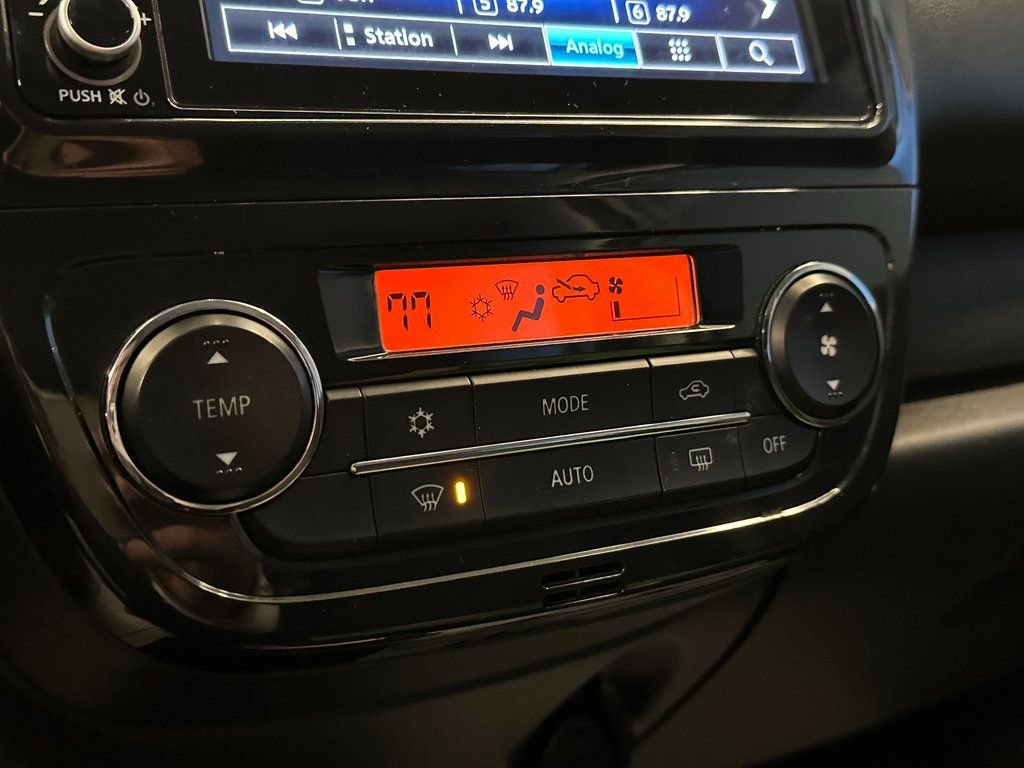 5 87.9
6 87.9
Station
Analog
PUSH
77
TEMP
MODE
AUTO
OFF